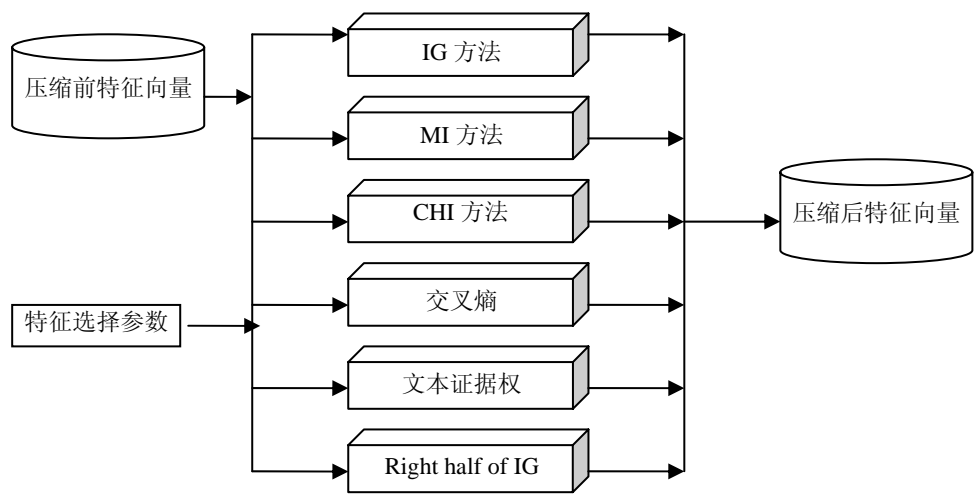 压缩前特征向量
特征选择参数
IG 方法
MI 方法
CHI 方法
交叉熵
文本证据权
Right half of IG
压缩后特征向量